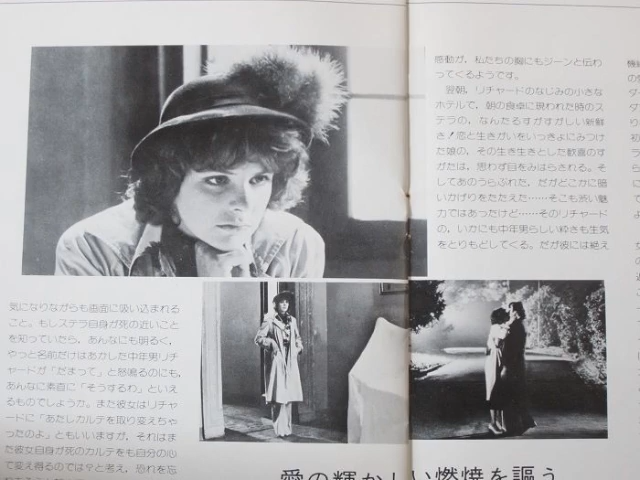 感動が、私たちの胸にもジーンと伝わ
ってくるようです。
翌朝、リチャードのなじみの小さな
ホテルで、朝の食卓に現われた時のス
テラの、なんたるすがすがしい新鮮
さ!恋と生きがいをいっきょにみつけ
た娘の、その生き生きとした歓喜のす
がたは、思わず目をみはらされる。そ
してあのうらぶれた、だがどこかに暗
いかげりをたたえた……そこも渋い魅
力ではあったけど……そのリチャード
の、いかにも中年男らしい粋さも生気
をとりもどしてくる。だが彼には絶え
気になりながらも画面に吸い込まれる
こと。もしステラ自身が死の近いこと
を知っていたら、あんなにも明るく、
やっと名前だけはあかした中年男リチ
ャードが「だまって」と怒鳴るのにも、
あんなに素直に「そうするわ」といえ
るものでしょうか。また彼女はリチャ
ードに「あたしカルテを取り変えちゃ
ったのよ」ともいいますが、それはま
た彼女自身が死のカルテをも自分の心
で変え得るのでは?と考え、恐れを忘
愛の輝かしい燃焼を謳う